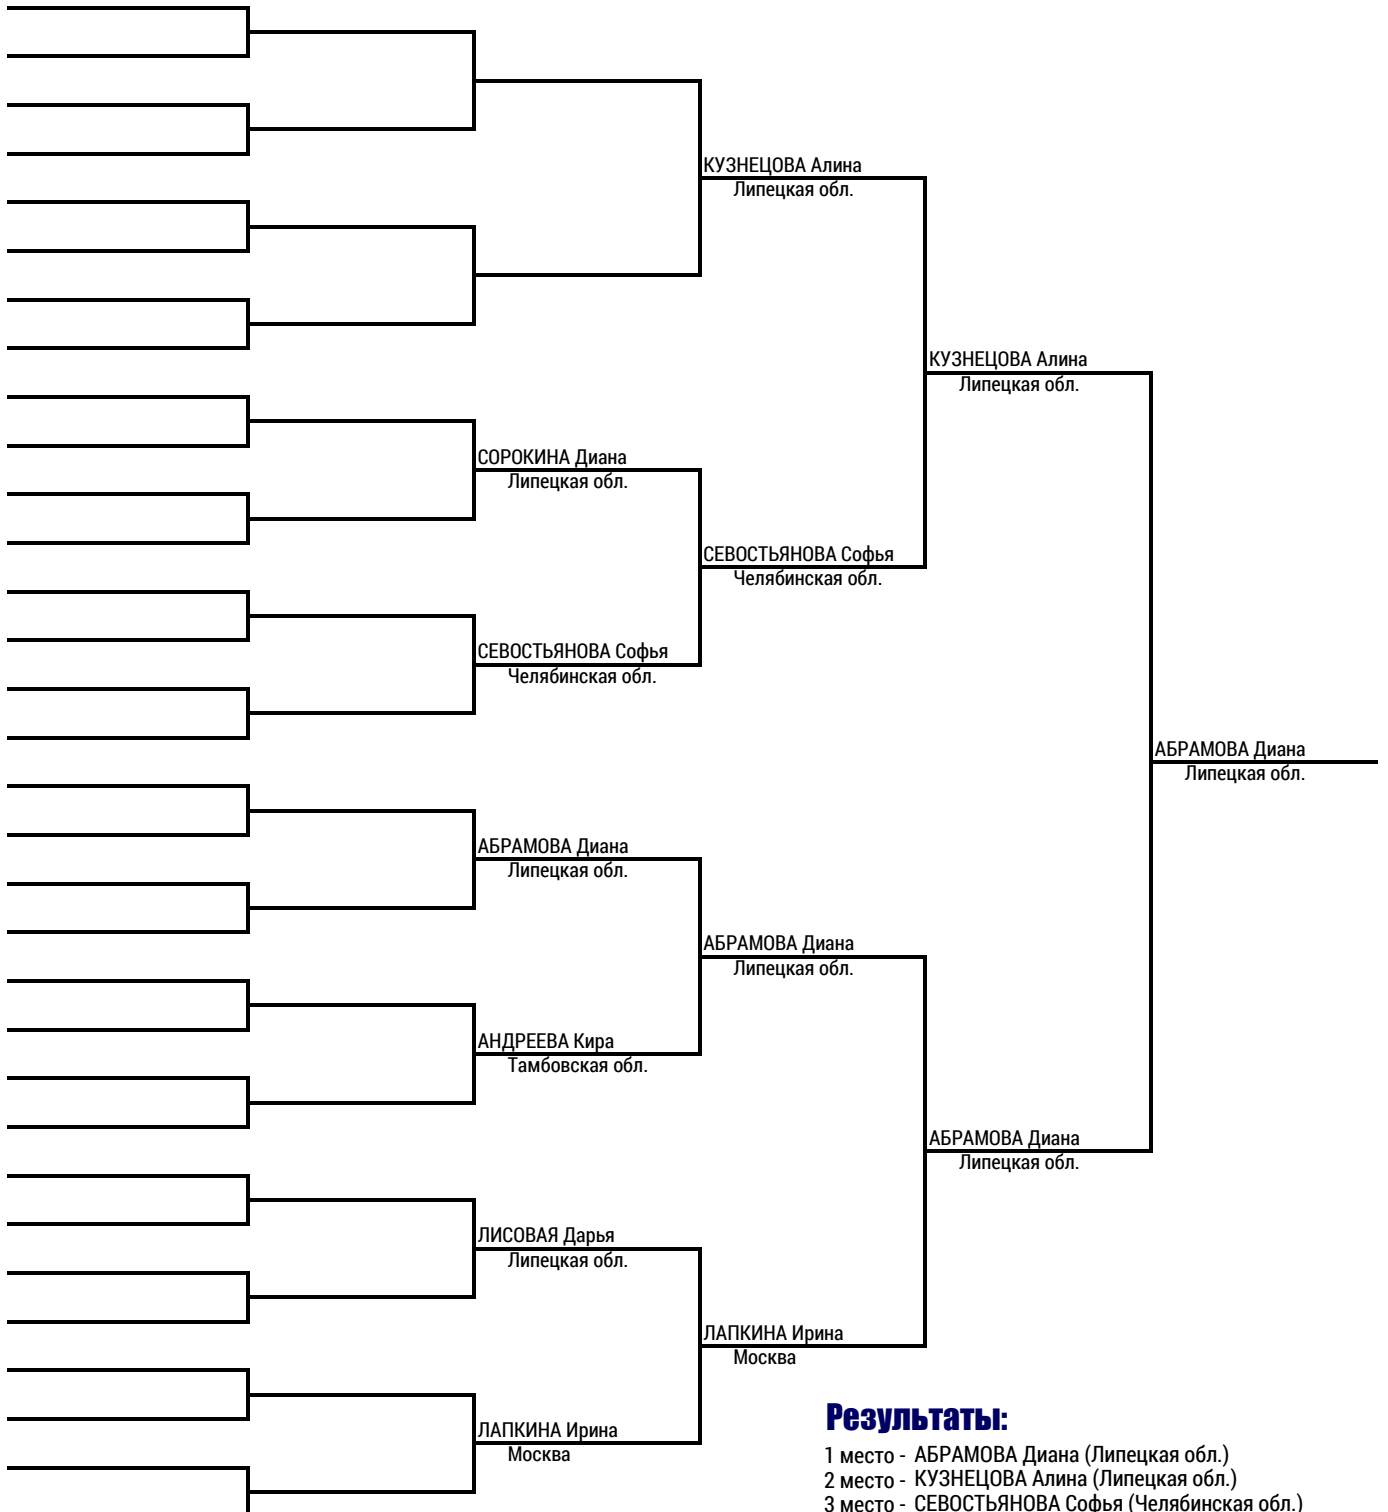 КУЗНЕЦОВА Алина
Липецкая обл.
КУЗНЕЦОВА Алина
Липецкая обл.
СОРОКИНА Диана
Липецкая обл.
СЕВОСТЬЯНОВА Софья
Челябинская обл.
СЕВОСТЬЯНОВА Софья
Челябинская обл.
АБРАМОВА Диана
Липецкая обл.
АБРАМОВА Диана
Липецкая обл.
АБРАМОВА Диана
Липецкая обл.
АНДРЕЕВА Кира
Тамбовская обл.
АБРАМОВА Диана
Липецкая обл.
ЛИСОВАЯ Дарья
Липецкая обл.
ЛАПКИНА Ирина
Москва
ЛАПКИНА Ирина
Москва
Результаты:
1 место - АБРАМОВА Диана (Липецкая обл.)
2 место - КУЗНЕЦОВА Алина (Липецкая обл.)
3 место - СЕВОСТЬЯНОВА Софья (Челябинская обл.)